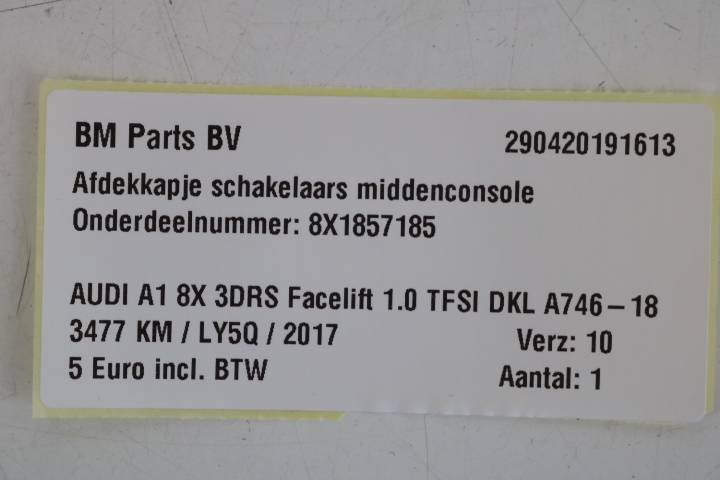 BM Parts BV 290420191613
Afdekkapje schakelaars middenconsole
Onderdeelnummer: 8X1857185
AUDI A1 8X 3DRS Facelift 1.0 TFSI DKL A746-18
3477 KM / LY5Q / 2017 Verz: 10
5 Euro incl. BTW Aantal: 1